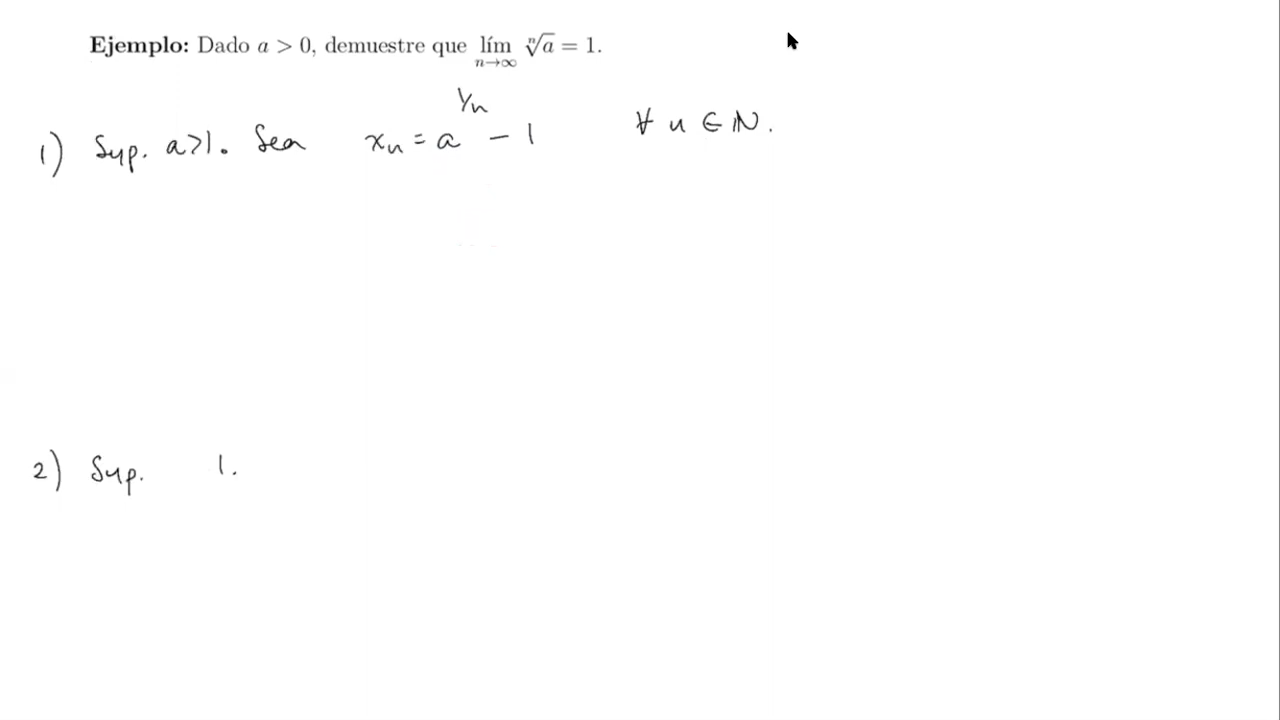 Ejemplo: Dado a > 0, demuestre que lím_{n→∞} ⁿ√a = 1.
1) Sup. a>1. Sea x_n = a^{1/n} - 1 ∀ n ∈ ℕ.
2) Sup. 1.